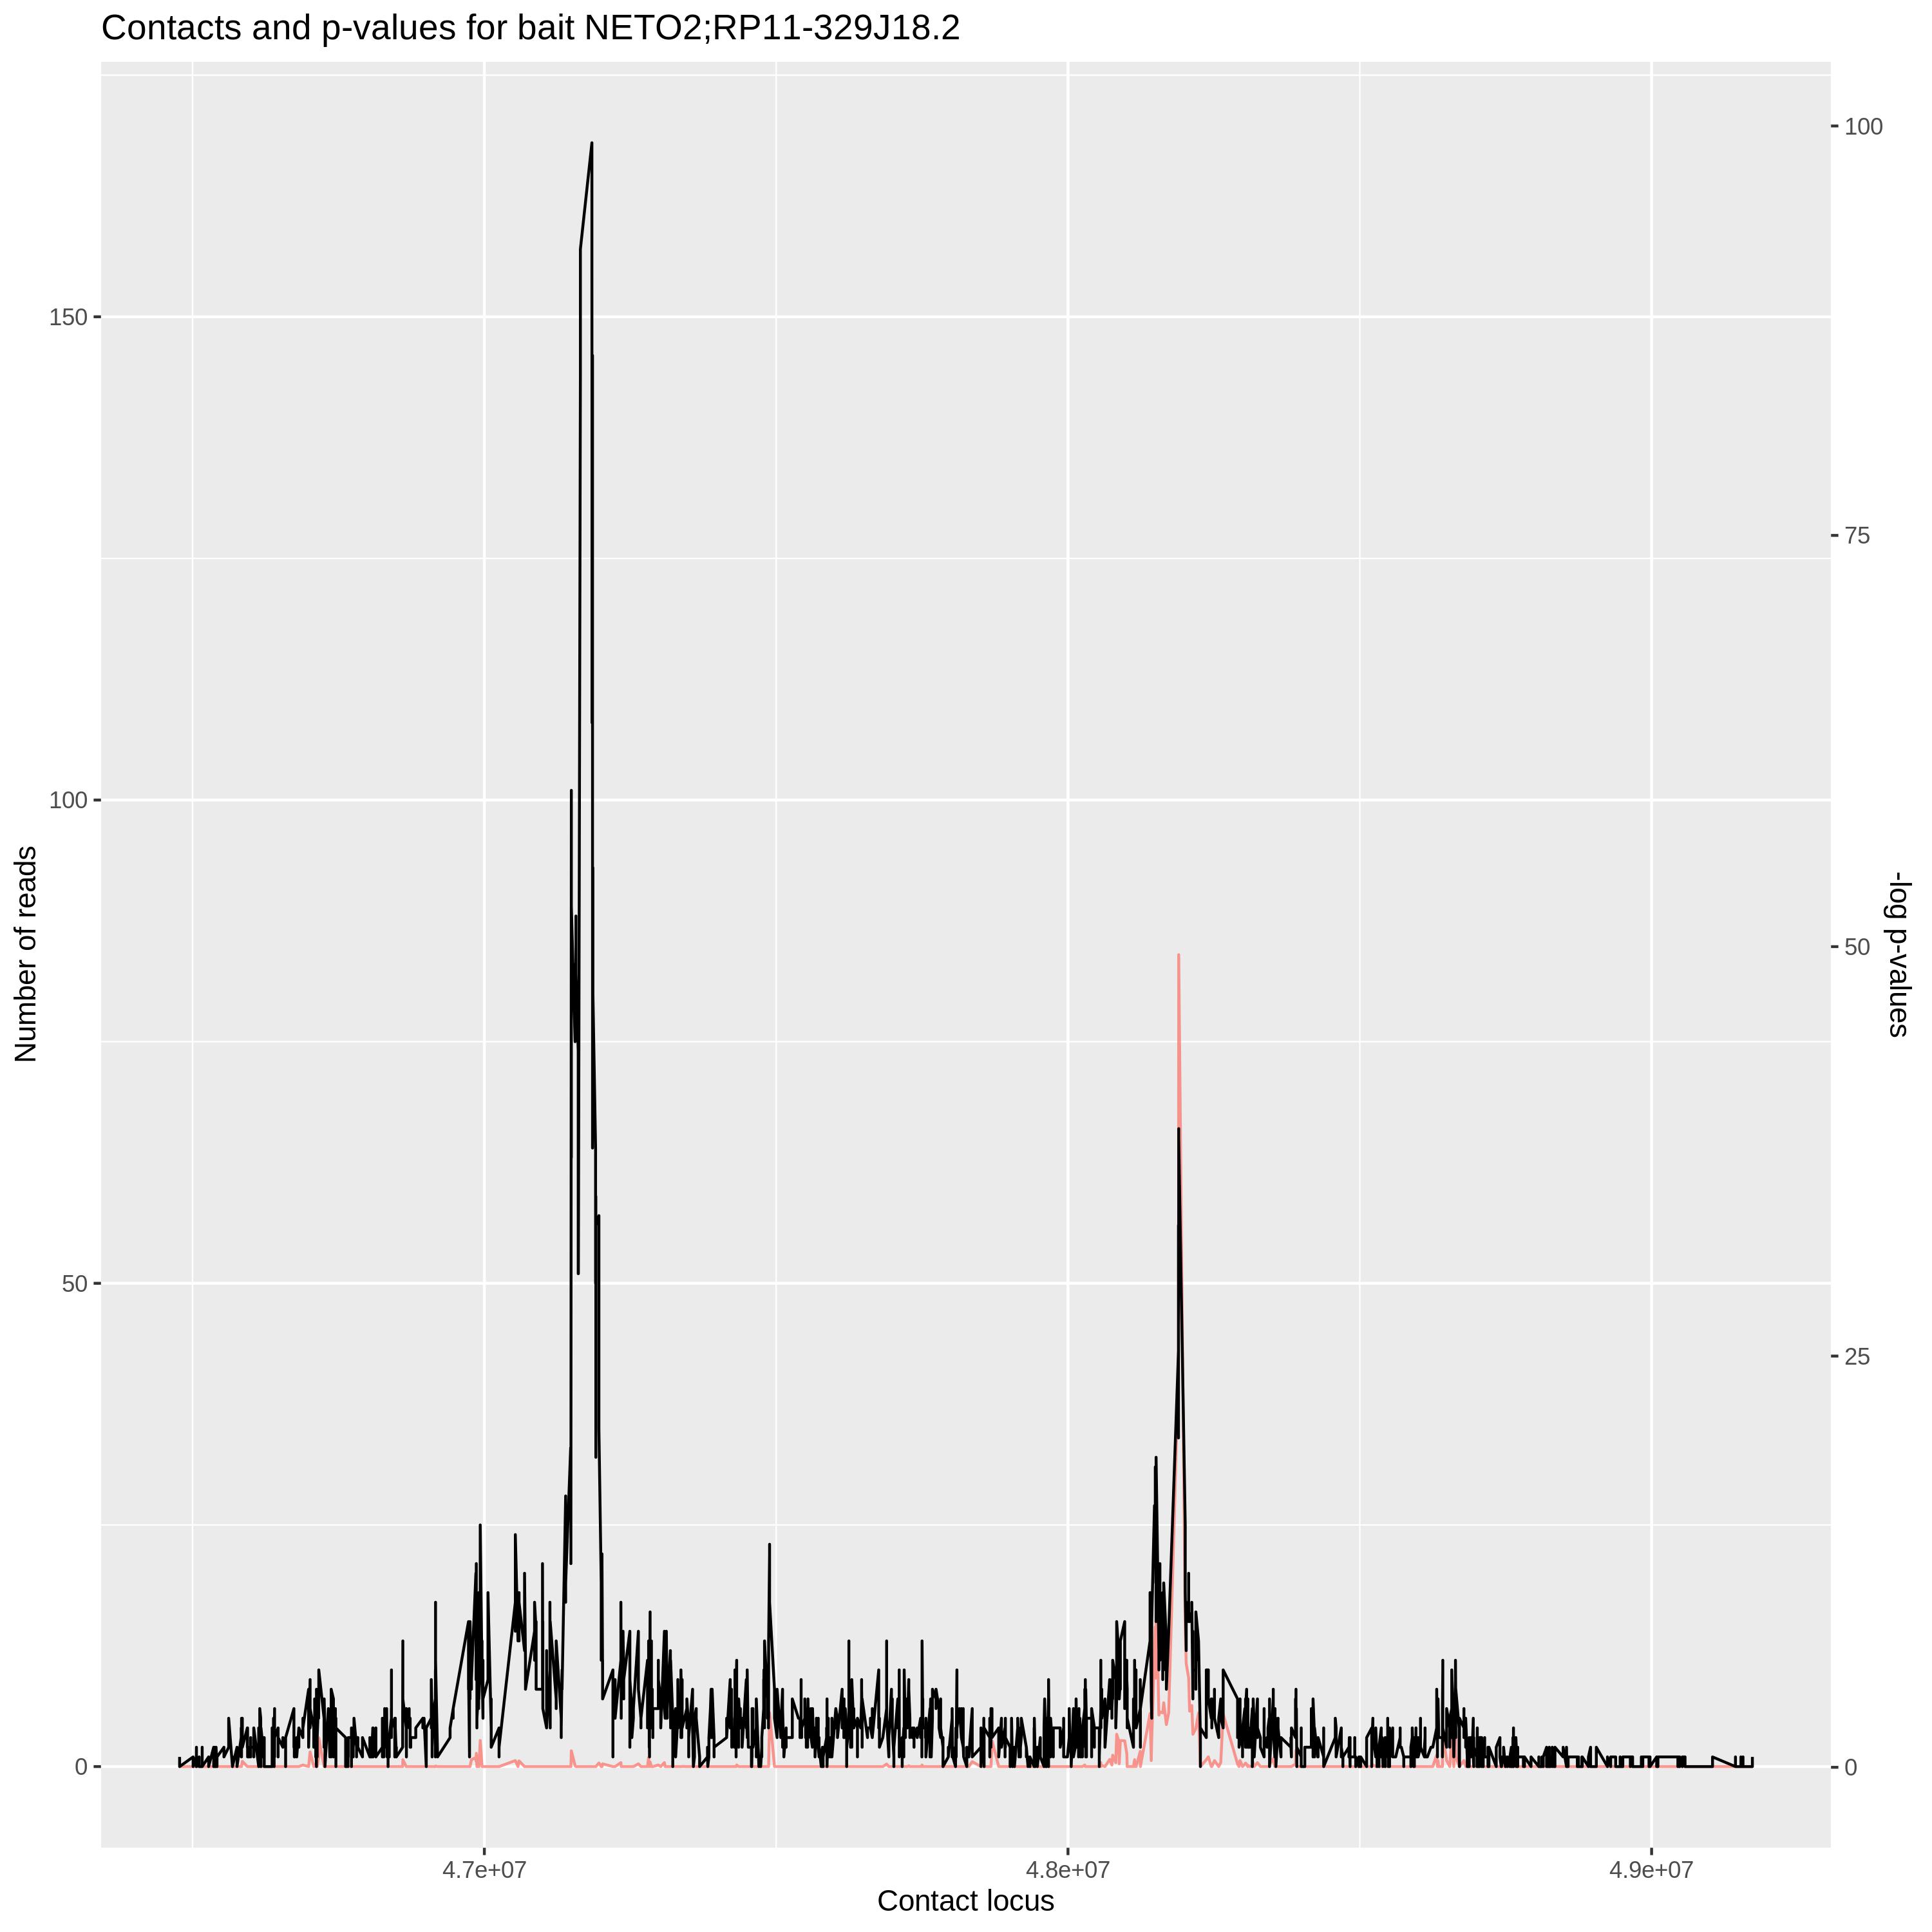 Contacts and p-values for bait NETO2;RP11-329J18.2
Number of reads
150
100
50
0
100
75
50
25
0
-log p-values
4.7e+07
4.8e+07
4.9e+07
Contact locus